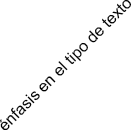 énfasis en el tipo de texto